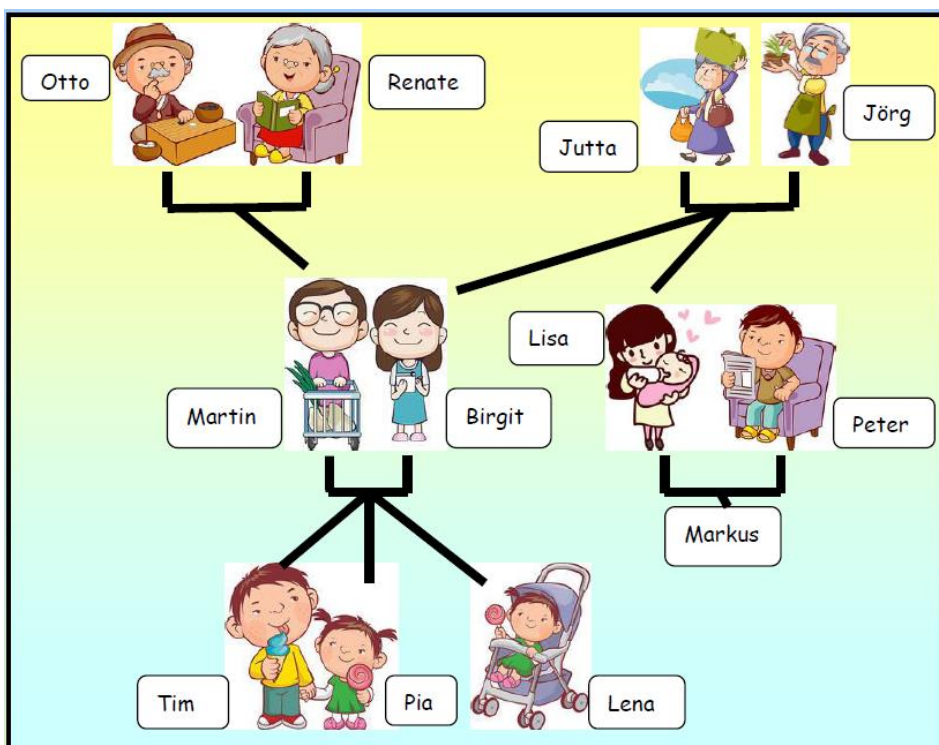 Otto
Renate
Jutta
Jörg
Lisa
Martin
Birgit
Peter
Markus
Tim
Pia
Lena